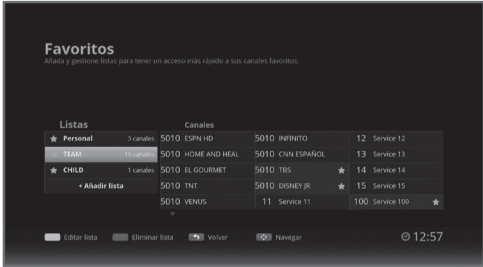 Favoritos
Añada y gestione listas para tener un acceso más rápido a sus canales favoritos.
Listas
Canales
Personal 3 canales
TEAM 10 canales
CHILD 1 canales
+ Añadir lista
5010 ESPN HD
5010 HOME AND HEAL
5010 EL GOURMET
5010 TNT
5010 VENUS
5010 INFINITO
5010 CNN ESPAÑOL
5010 TBS
5010 DISNEY JR
11 Service 11
12 Service 12
13 Service 13
14 Service 14
15 Service 15
100 Service 100
Editar lista Eliminar lista Volver Navegar
12:57